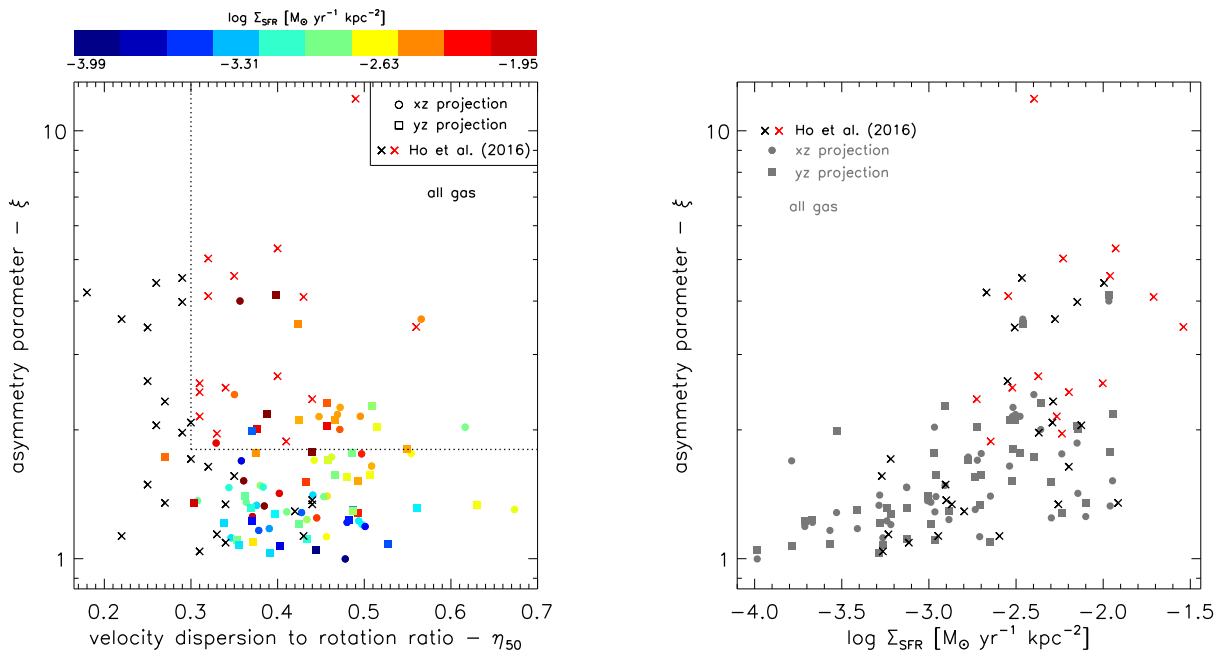 log Σ_SFR [M_⊙ yr⁻¹ kpc⁻²]
−3.99 −3.31 −2.63 −1.95
xz projection
yz projection
Ho et al. (2016)
all gas
10
1
asymmetry parameter − ξ
0.2 0.3 0.4 0.5 0.6 0.7
velocity dispersion to rotation ratio − η₅₀
Ho et al. (2016)
xz projection
yz projection
all gas
10
1
asymmetry parameter − ξ
−4.0 −3.5 −3.0 −2.5 −2.0 −1.5
log Σ_SFR [M_⊙ yr⁻¹ kpc⁻²]